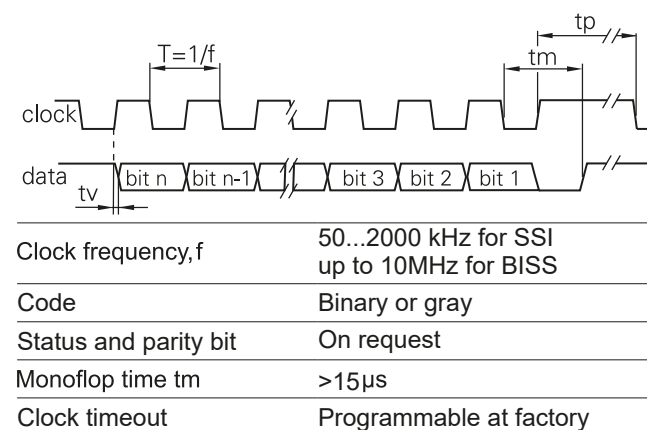 tp
T=1/f
tm
clock
data
bit n
bit n-1
bit 3
bit 2
bit 1
tv
Clock frequency,f
50...2000 kHz for SSI
up to 10MHz for BISS
Code
Binary or gray
Status and parity bit
On request
Monoflop time tm
>15µs
Clock timeout
Programmable at factory